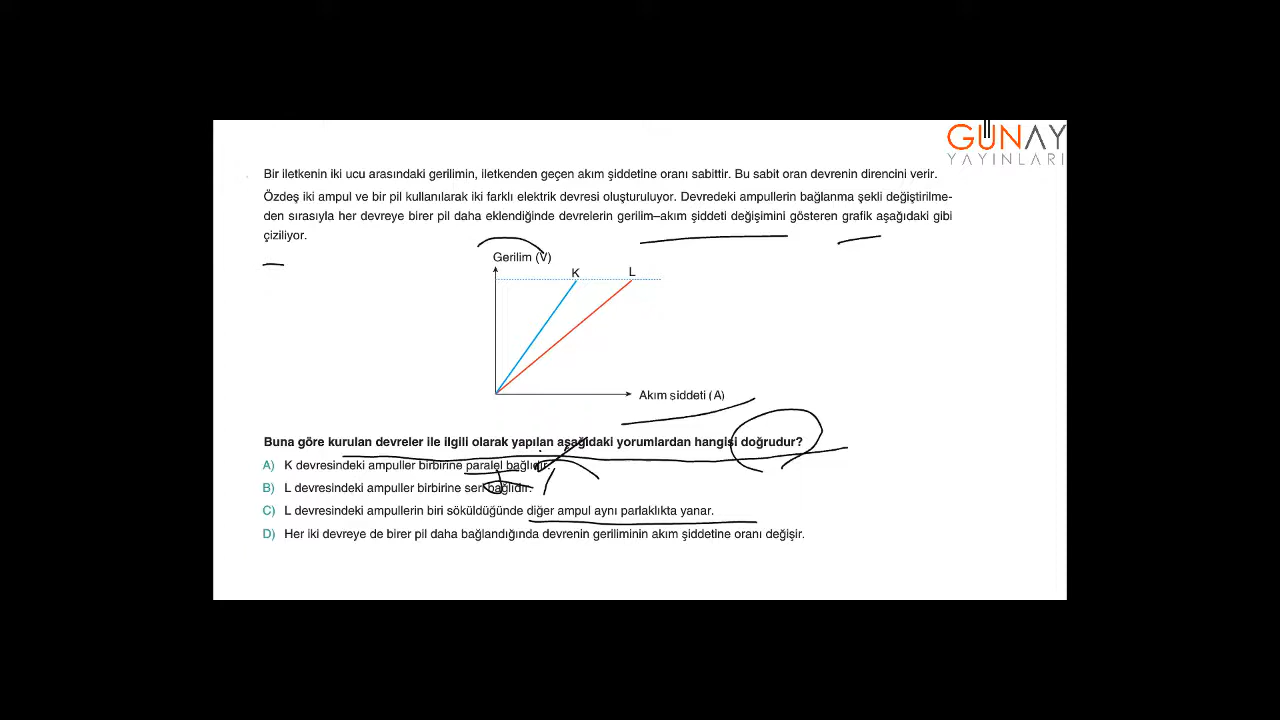 GÜNAY
YAYINLARI
Bir iletkenin iki ucu arasındaki gerilimin, iletkenden geçen akım şiddetine oranı sabittir. Bu sabit oran devrenin direncini verir.
Özdeş iki ampul ve bir pil kullanılarak iki farklı elektrik devresi oluşturuluyor. Devredeki ampullerin bağlanma şekli değiştirilme-
den sırasıyla her devreye birer pil daha eklendiğinde devrelerin gerilim–akım şiddeti değişimini gösteren grafik aşağıdaki gibi
çiziliyor.
Gerilim (V)
K L
Akım şiddeti (A)
Buna göre kurulan devreler ile ilgili olarak yapılan aşağıdaki yorumlardan hangisi doğrudur?
A) K devresindeki ampuller birbirine paralel bağlıdır.
B) L devresindeki ampuller birbirine seri bağlıdır.
C) L devresindeki ampullerin biri söküldüğünde diğer ampul aynı parlaklıkta yanar.
D) Her iki devreye de birer pil daha bağlandığında devrenin geriliminin akım şiddetine oranı değişir.